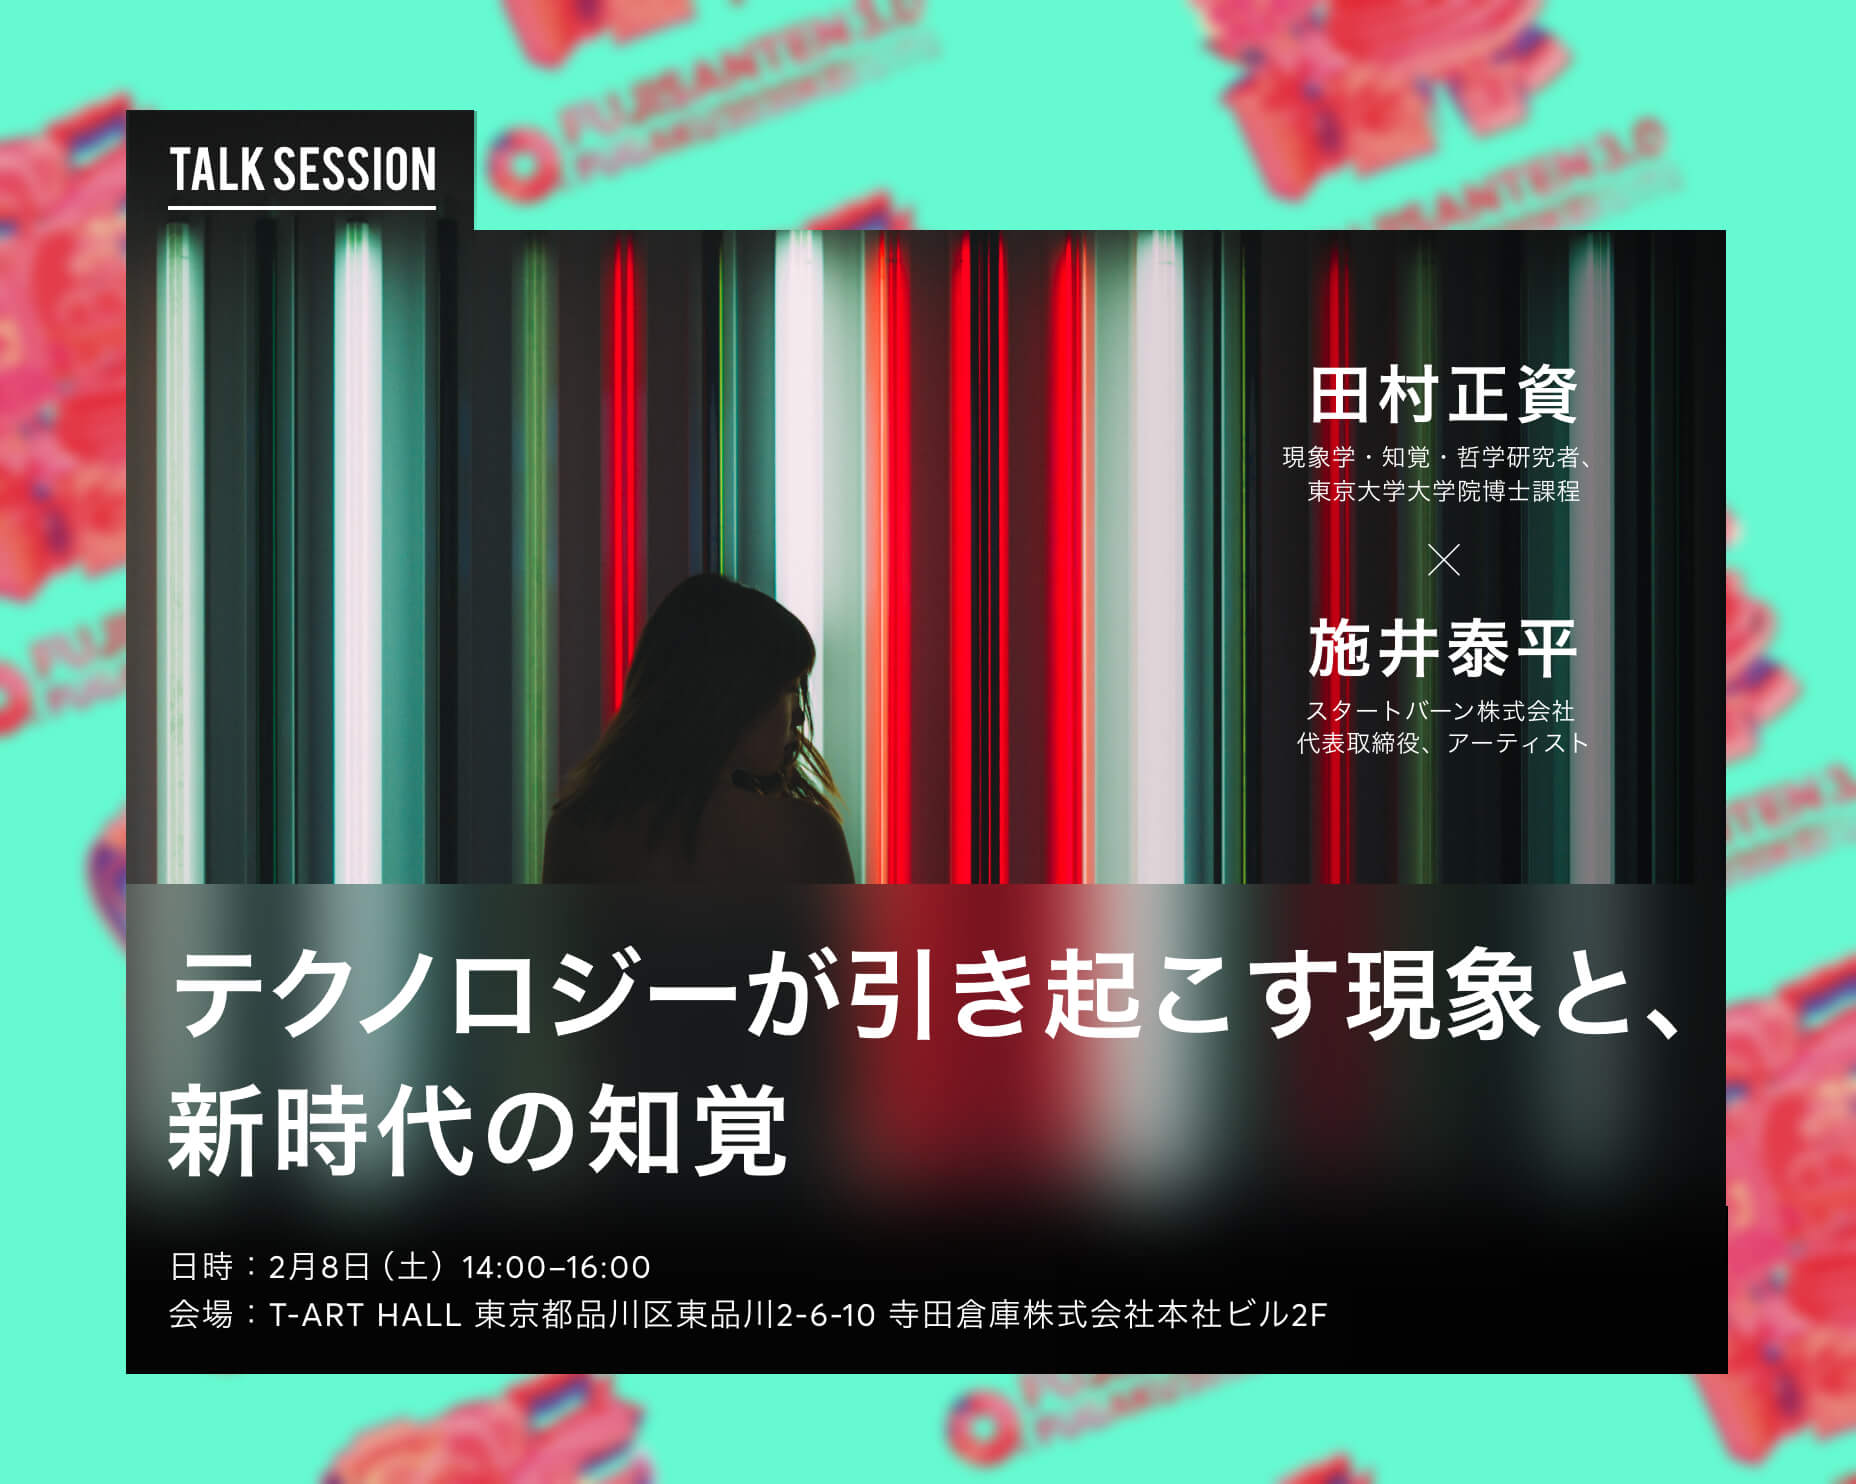 TALK SESSION
田村正資
現象学・知覚・哲学研究者、
東京大学大学院博士課程
×
施井泰平
スタートバーン株式会社
代表取締役、アーティスト
テクノロジーが引き起こす現象と、
新時代の知覚
日時：2月8日（土）14:00–16:00
会場：T-ART HALL 東京都品川区東品川2-6-10 寺田倉庫株式会社本社ビル2F
FUJISANTEN 3.0
FUJISANTEN 3.0